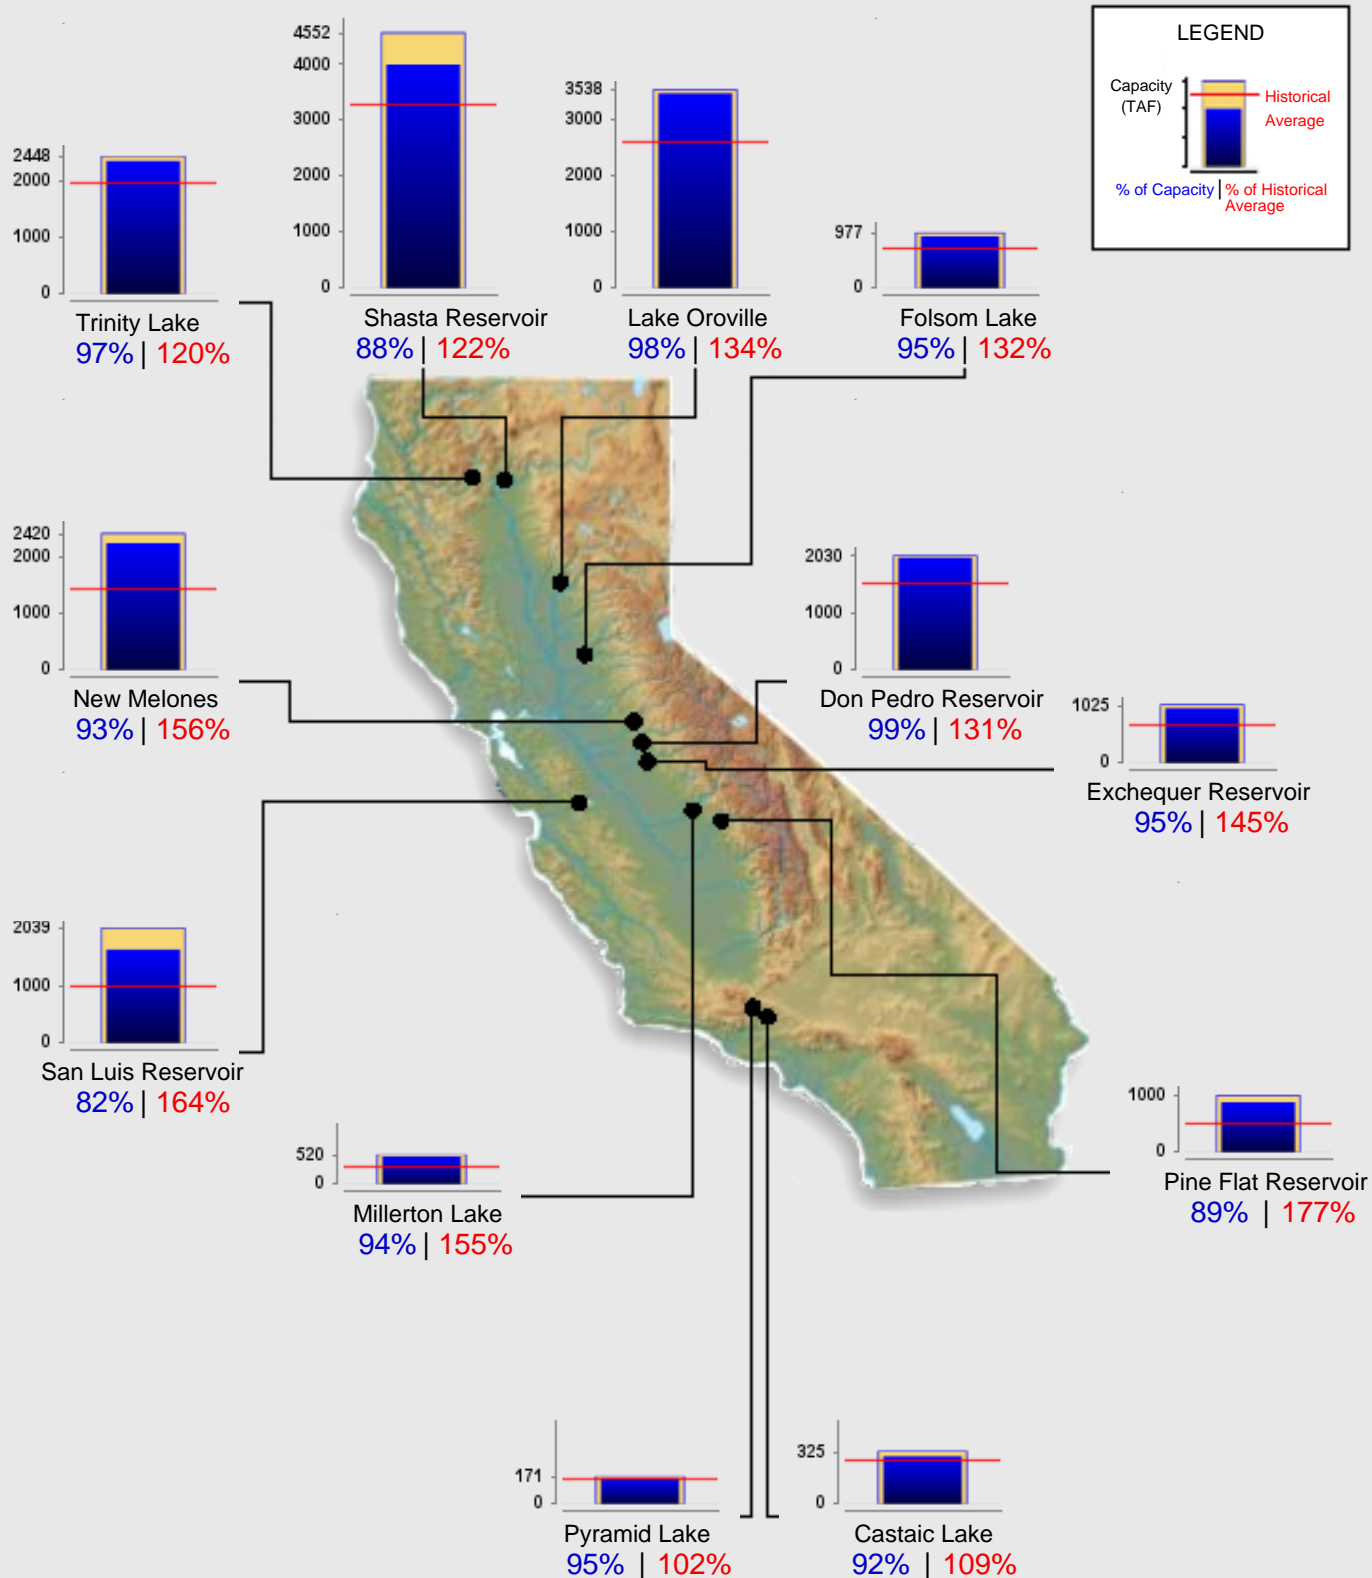 LEGEND
Capacity
(TAF)
Historical
Average
% of Capacity | % of Historical
Average
2448
2000
1000
0
Trinity Lake
97% | 120%
4552
4000
3000
2000
1000
0
Shasta Reservoir
88% | 122%
3538
3000
2000
1000
0
Lake Oroville
98% | 134%
977
0
Folsom Lake
95% | 132%
2420
2000
1000
0
New Melones
93% | 156%
2030
1000
0
Don Pedro Reservoir
99% | 131%
1025
0
Exchequer Reservoir
95% | 145%
2039
1000
0
San Luis Reservoir
82% | 164%
520
0
Millerton Lake
94% | 155%
1000
0
Pine Flat Reservoir
89% | 177%
171
0
Pyramid Lake
95% | 102%
325
0
Castaic Lake
92% | 109%